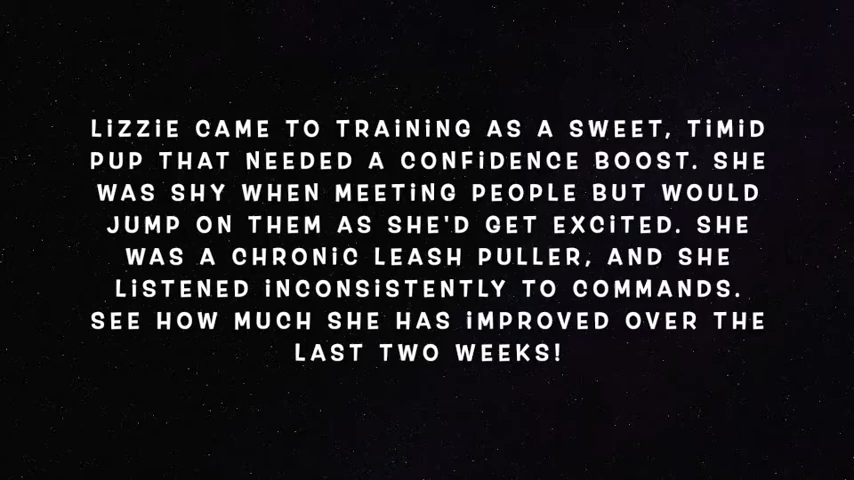 LiZZiE CAME TO TRAiNiNG AS A SWEET, TiMiD
PUP THAT NEEDED A CONFiDENCE BOOST. SHE
WAS SHY WHEN MEETiNG PEOPLE BUT WOULD
JUMP ON THEM AS SHE'D GET EXCiTED. SHE
WAS A CHRONiC LEASH PULLER, AND SHE
LiSTENED iNCONSiSTENTLY TO COMMANDS.
SEE HOW MUCH SHE HAS iMPROVED OVER THE
LAST TWO WEEKS!